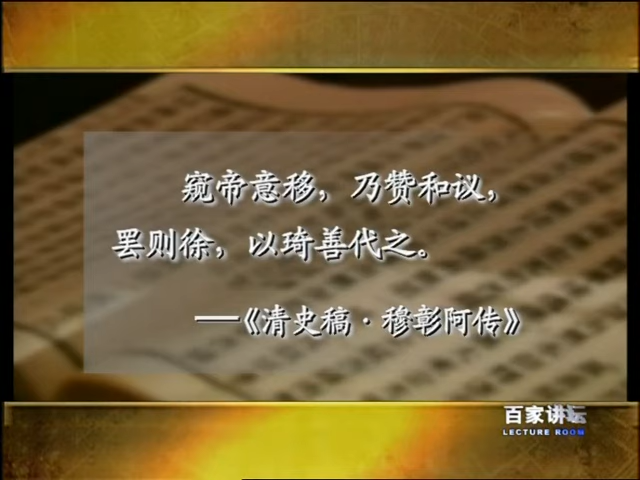 窥帝意移，乃赞和议，
罢则徐，以琦善代之。
——《清史稿·穆彰阿传》
百家讲坛
LECTURE ROOM